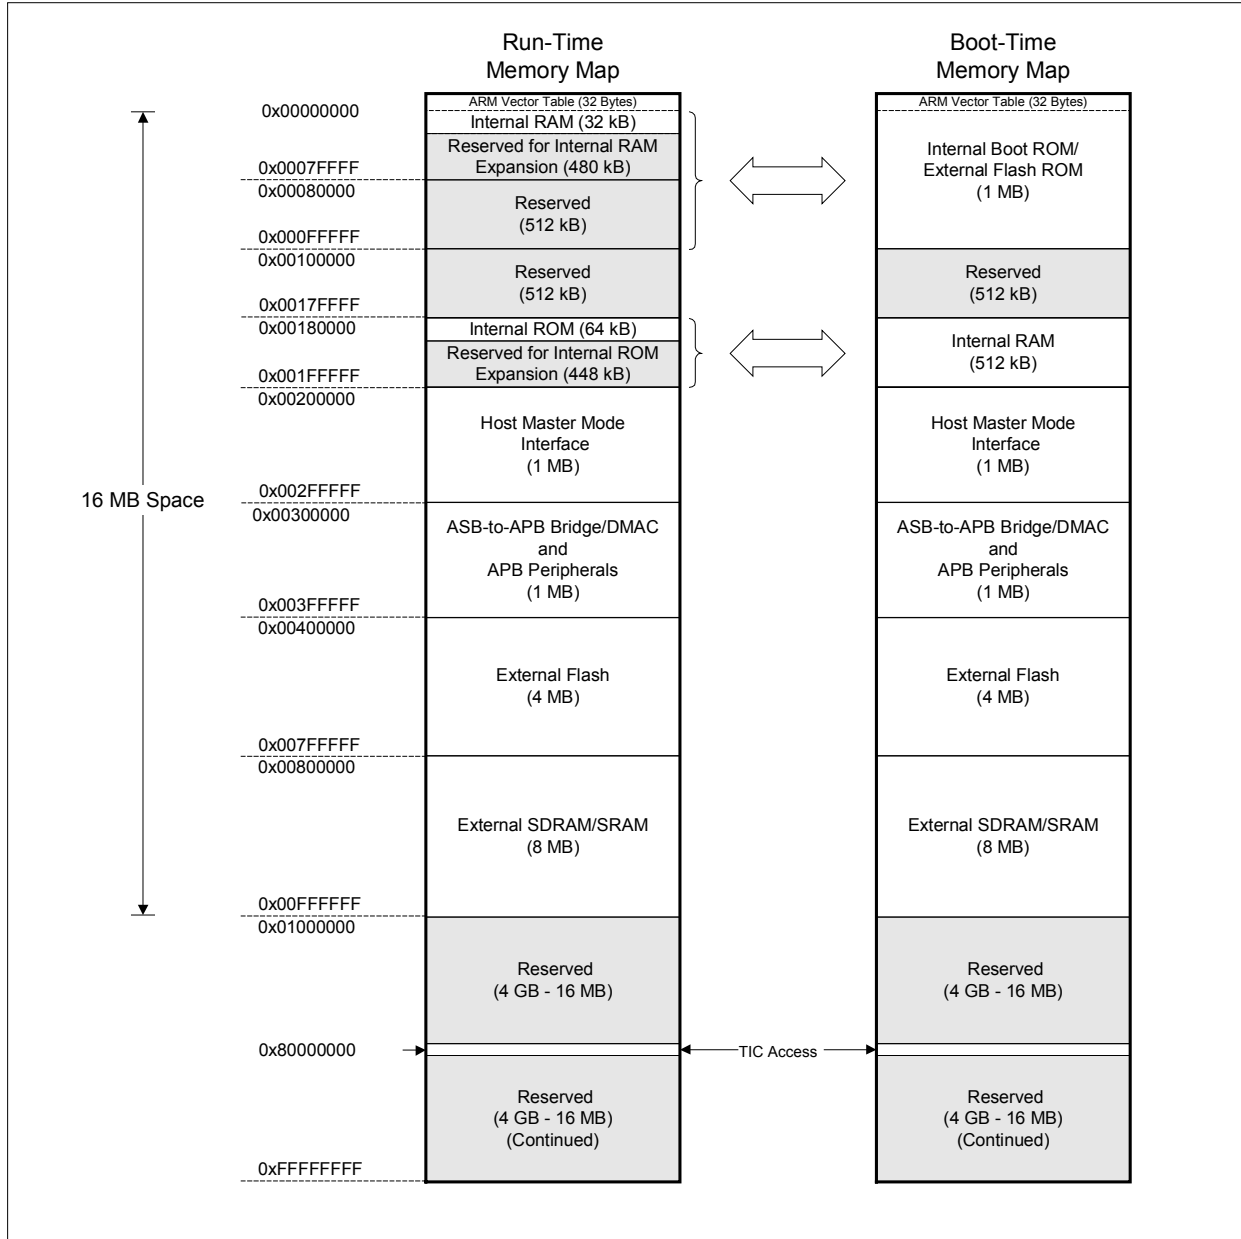 Run-Time
Memory Map
Boot-Time
Memory Map
0x00000000
0x0007FFFF
0x00080000
0x000FFFFF
0x00100000
0x0017FFFF
0x00180000
0x001FFFFF
0x00200000
0x002FFFFF
0x00300000
0x003FFFFF
0x00400000
0x007FFFFF
0x00800000
0x00FFFFFF
0x01000000
0x80000000
0xFFFFFFFF
16 MB Space
ARM Vector Table (32 Bytes)
Internal RAM (32 kB)
Reserved for Internal RAM
Expansion (480 kB)
Reserved
(512 kB)
Reserved
(512 kB)
Internal ROM (64 kB)
Reserved for Internal ROM
Expansion (448 kB)
Host Master Mode
Interface
(1 MB)
ASB-to-APB Bridge/DMAC
and
APB Peripherals
(1 MB)
External Flash
(4 MB)
External SDRAM/SRAM
(8 MB)
Reserved
(4 GB - 16 MB)
Reserved
(4 GB - 16 MB)
(Continued)
TIC Access
ARM Vector Table (32 Bytes)
Internal Boot ROM/
External Flash ROM
(1 MB)
Reserved
(512 kB)
Internal RAM
(512 kB)
Host Master Mode
Interface
(1 MB)
ASB-to-APB Bridge/DMAC
and
APB Peripherals
(1 MB)
External Flash
(4 MB)
External SDRAM/SRAM
(8 MB)
Reserved
(4 GB - 16 MB)
Reserved
(4 GB - 16 MB)
(Continued)